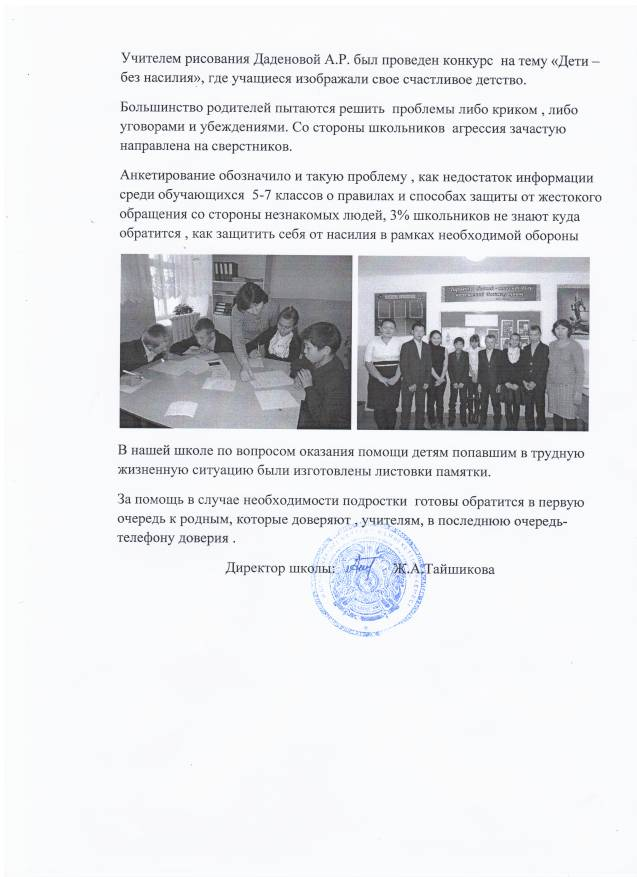 Учителем рисования Даденовой А.Р. был проведен конкурс  на тему «Дети –
без насилия», где учащиеся изображали свое счастливое детство.
Большинство родителей пытаются решить  проблемы либо криком , либо
уговорами и убеждениями. Со стороны школьников  агрессия зачастую
направлена на сверстников.
Анкетирование обозначило и такую проблему , как недостаток информации
среди обучающихся  5-7 классов о правилах и способах защиты от жестокого
обращения со стороны незнакомых людей, 3% школьников не знают куда
обратится , как защитить себя от насилия в рамках необходимой обороны
В нашей школе по вопросом оказания помощи детям попавшим в трудную
жизненную ситуацию были изготовлены листовки памятки.
За помощь в случае необходимости подростки  готовы обратится в первую
очередь к родным, которые доверяют , учителям, в последнюю очередь-
телефону доверия .
Директор школы: Ж.А.Тайшикова